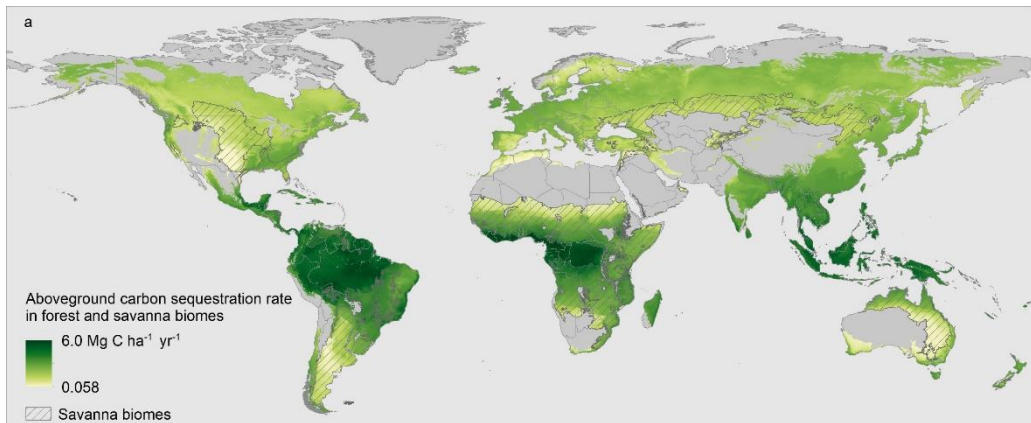 a
Aboveground carbon sequestration rate
in forest and savanna biomes
6.0 Mg C ha⁻¹ yr⁻¹
0.058
Savanna biomes